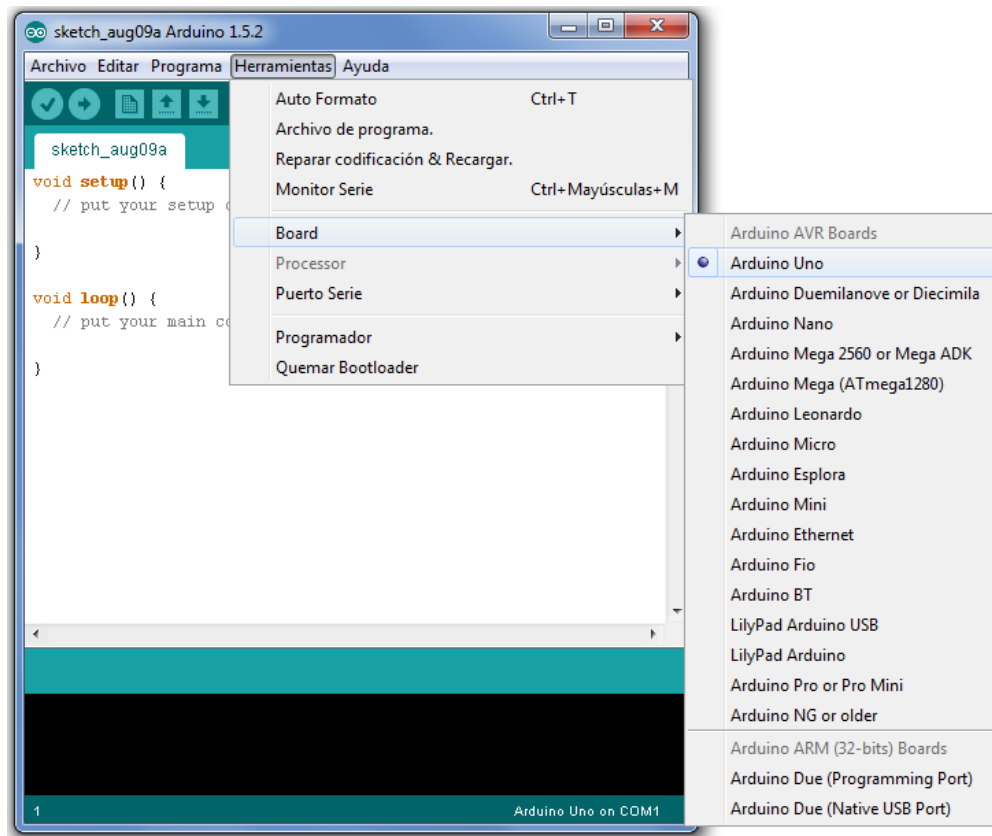 sketch_aug09a Arduino 1.5.2
Archivo Editar Programa Herramientas Ayuda
sketch_aug09a
void setup() {
// put your setup
}
void loop() {
// put your main
}
Auto Formato Ctrl+T
Archivo de programa.
Reparar codificación & Recargar.
Monitor Serie Ctrl+Mayúsculas+M
Board
Processor
Puerto Serie
Programador
Quemar Bootloader
Arduino AVR Boards
Arduino Uno
Arduino Duemilanove or Diecimila
Arduino Nano
Arduino Mega 2560 or Mega ADK
Arduino Mega (ATmega1280)
Arduino Leonardo
Arduino Micro
Arduino Esplora
Arduino Mini
Arduino Ethernet
Arduino Fio
Arduino BT
LilyPad Arduino USB
LilyPad Arduino
Arduino Pro or Pro Mini
Arduino NG or older
Arduino ARM (32-bits) Boards
Arduino Due (Programming Port)
Arduino Due (Native USB Port)
1 Arduino Uno on COM1